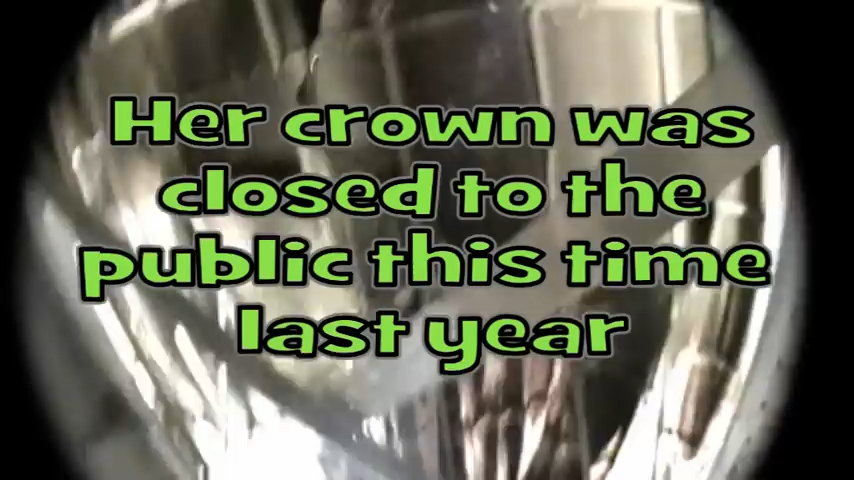 Her crown was
closed to the
public this time
last year